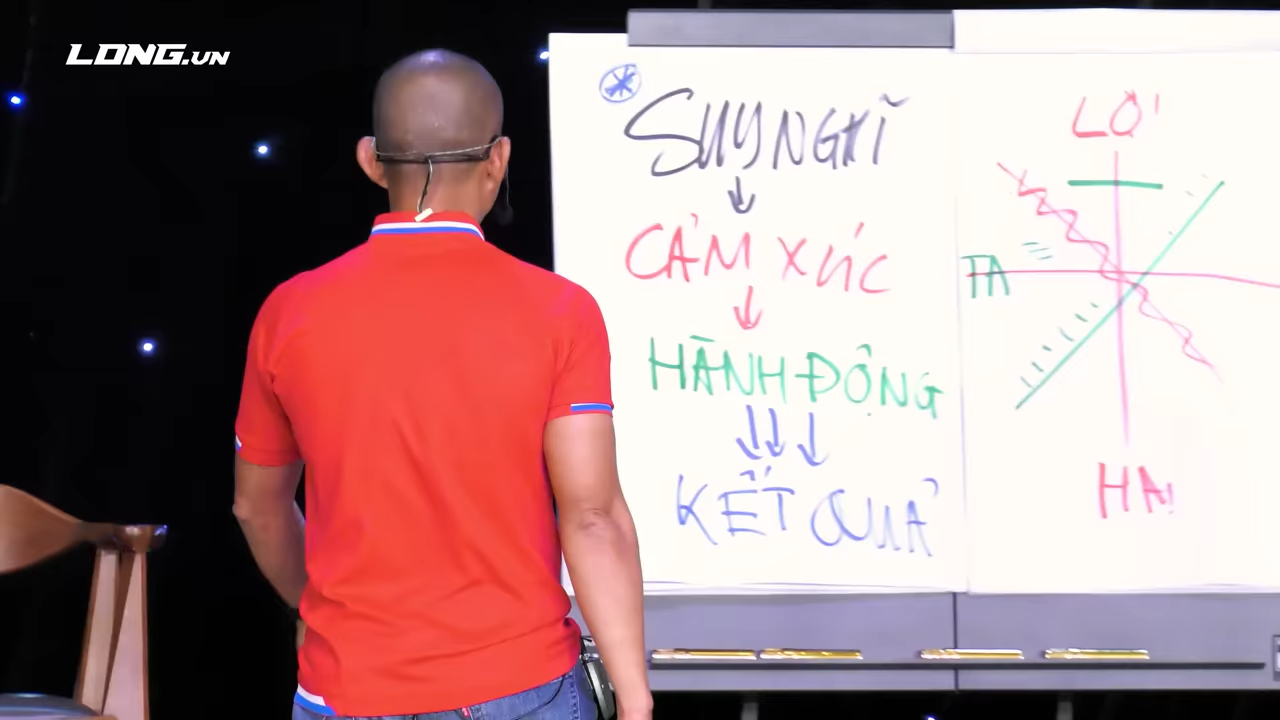 LONG.VN
SUY NGHĨ
CẢM XÚC
HÀNH ĐỘNG
KẾT QUẢ
LỢI
TA
HẠI